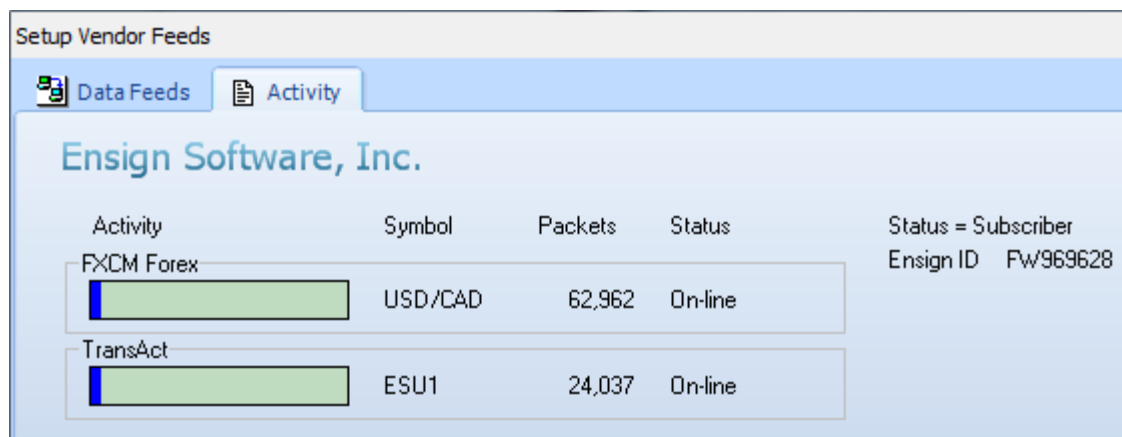 Setup Vendor Feeds
Data Feeds Activity
Ensign Software, Inc.
Activity Symbol Packets Status Status = Subscriber
FXCM Forex Ensign ID FW969628
USD/CAD 62,962 On-line
TransAct
ESU1 24,037 On-line